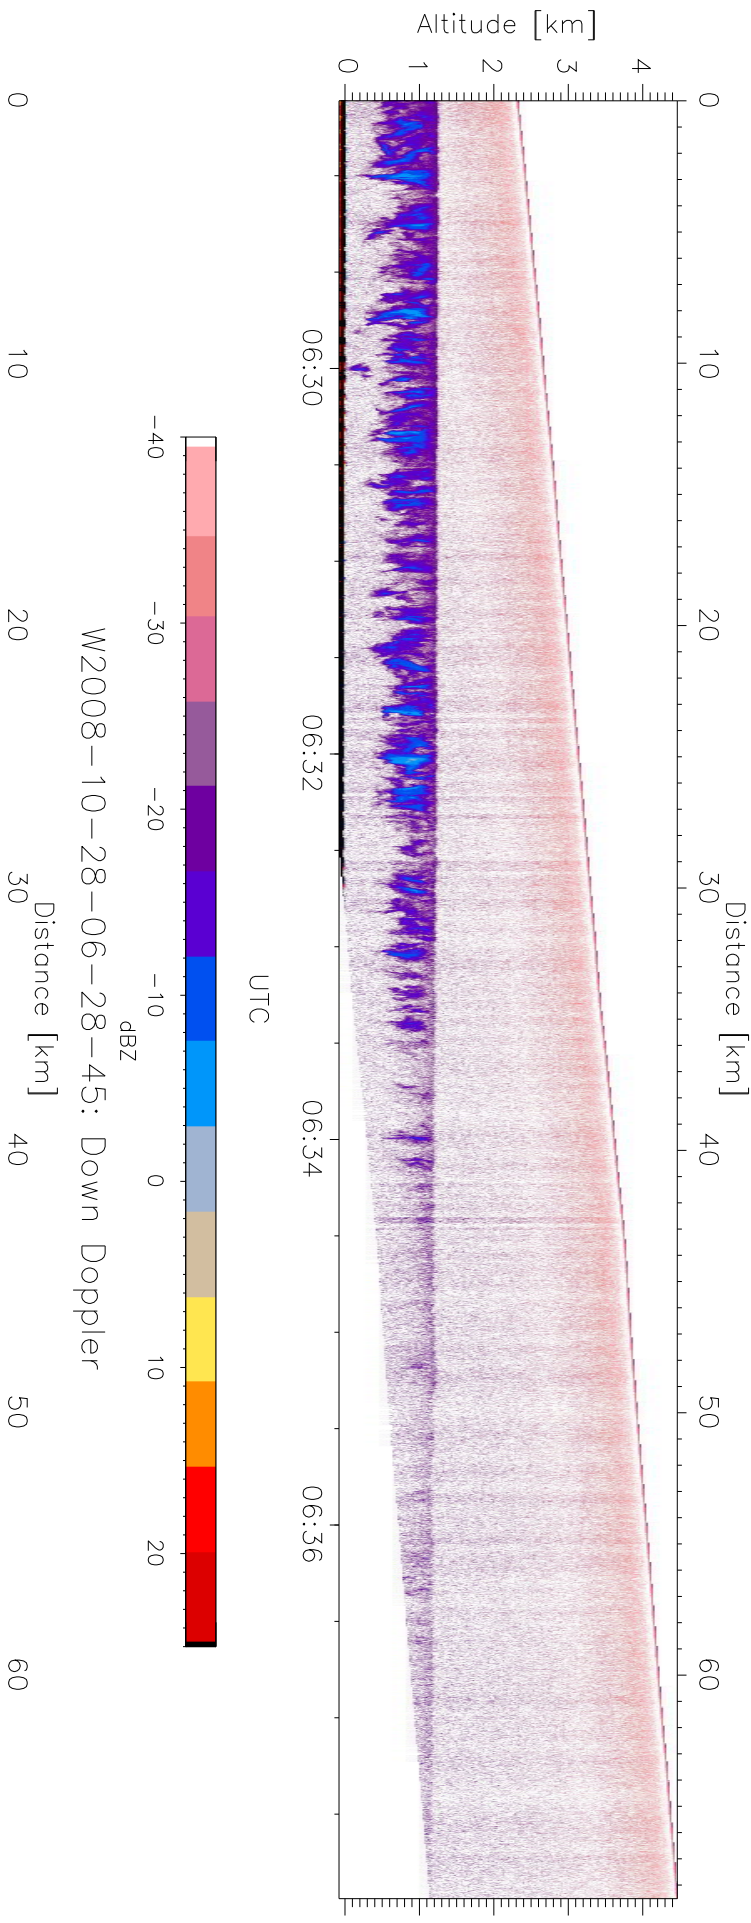 Distance [km]
0 10 20 30 40 50 60
Altitude [km]
4
3
2
1
0
06:30 06:32 06:34 06:36
UTC
-40 -30 -20 -10 0 10 20
dBZ
W2008-10-28-06-28-45: Down Doppler
Distance [km]
0 10 20 30 40 50 60